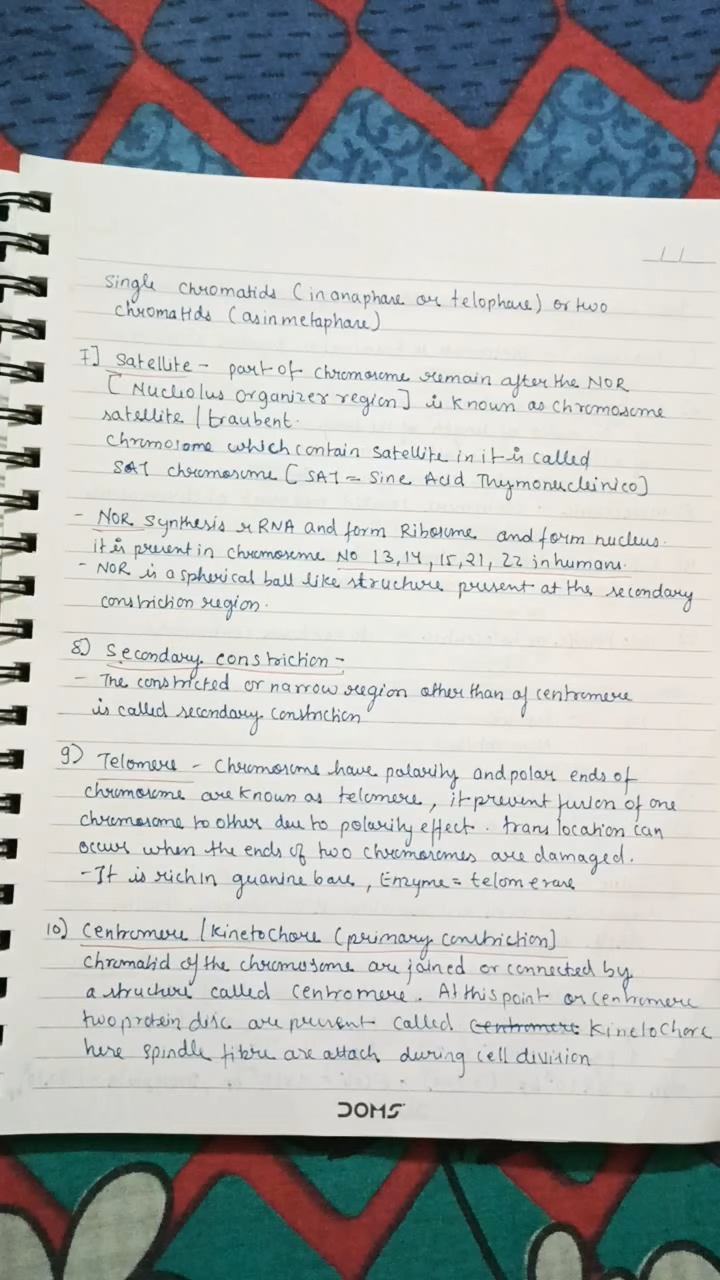 single chromatids (in anaphase or telophase) or two
chromatids (as in metaphase)
7] Satellite - part of chromosome remain after the NOR
[Nucleolus organizer region] is known as chromosome
satellite / traubent.
Chromosome which contain satellite in it is called
SAT chromosome [SAT = Sine Acid Thymonucleinico]
- NOR synthesis rRNA and form Ribosome and form nucleus.
it is present in chromosome No 13,14,15,21,22 in humans.
- NOR is a spherical ball like structure present at the secondary
constriction region.
8) Secondary constriction -
- The constricted or narrow region other than of centromere
is called secondary constriction
9) Telomere - Chromosome have polarity and polar ends of
chromosome are known as telomere, it prevent fusion of one
chromosome to other due to polarity effect. trans location can
occur when the ends of two chromosomes are damaged.
- It is rich in guanine base, Enzyme = telomerase
10) Centromere / Kinetochore (primary constriction]
chromatid of the chromosome are joined or connected by
a structure called centromere. At this point or centromere
two protein disc are present called centromere Kinetochore
here spindle fibre are attach during cell division
DOMS